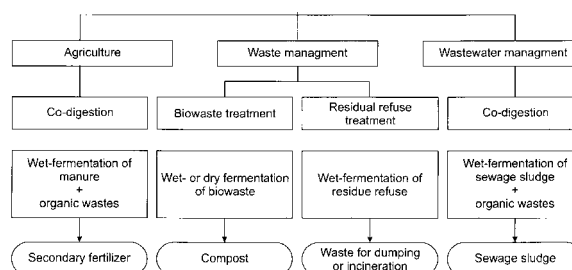 Agriculture
Waste managment
Wastewater managment
Co-digestion
Biowaste treatment
Residual refuse
treatment
Co-digestion
Wet-fermentation of
manure
+
organic wastes
Wet- or dry fermentation
of biowaste
Wet-fermentation of
residue refuse
Wet-fermentation of
sewage sludge
+
organic wastes
Secondary fertilizer
Compost
Waste for dumping
or incineration
Sewage sludge